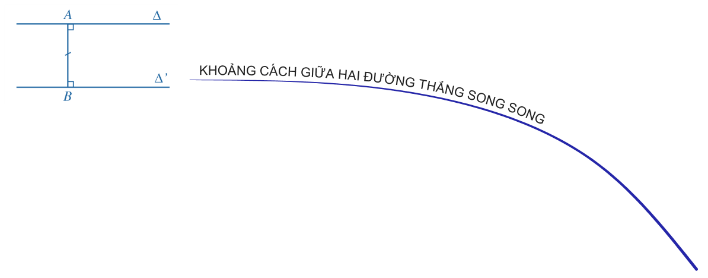 A Δ
Δ'
B
KHOẢNG CÁCH GIỮA HAI ĐƯỜNG THẲNG SONG SONG